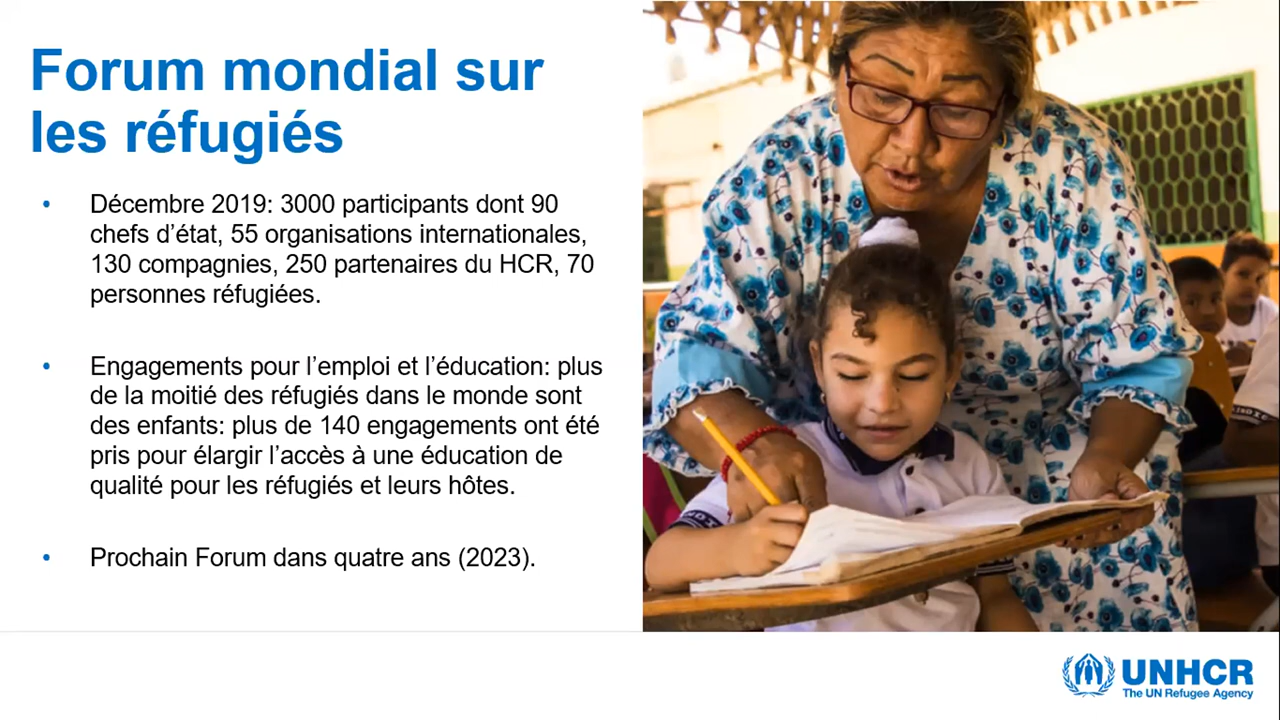 Forum mondial sur
les réfugiés
• Décembre 2019: 3000 participants dont 90
chefs d’état, 55 organisations internationales,
130 compagnies, 250 partenaires du HCR, 70
personnes réfugiées.
• Engagements pour l’emploi et l’éducation: plus
de la moitié des réfugiés dans le monde sont
des enfants: plus de 140 engagements ont été
pris pour élargir l’accès à une éducation de
qualité pour les réfugiés et leurs hôtes.
• Prochain Forum dans quatre ans (2023).
UNHCR
The UN Refugee Agency